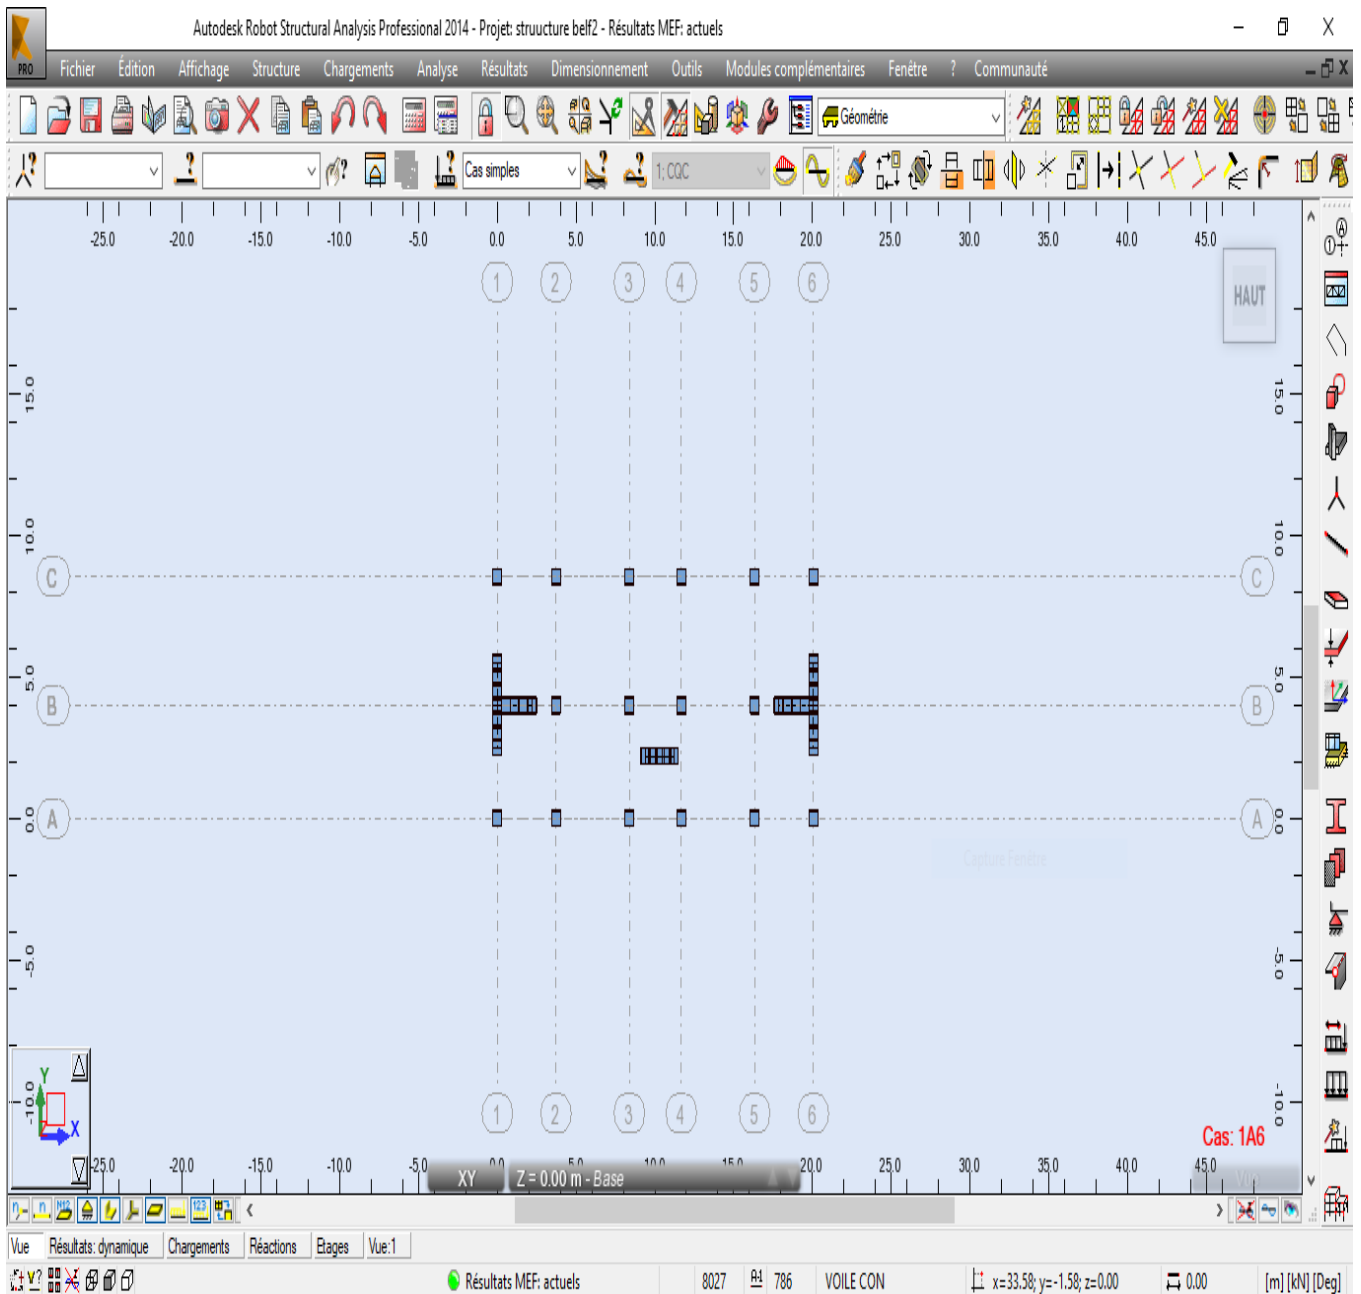 Autodesk Robot Structural Analysis Professional 2014 - Projet: struucture belf2 - Résultats MEF: actuels
PRO Fichier Édition Affichage Structure Chargements Analyse Résultats Dimensionnement Outils Modules complémentaires Fenêtre ? Communauté
Géométrie
Cas simples 1; CQC
-25.0 -20.0 -15.0 -10.0 -5.0 0.0 5.0 10.0 15.0 20.0 25.0 30.0 35.0 40.0 45.0
1 2 3 4 5 6
HAUT
15.0 15.0
10.0 10.0
C C
5.0 5.0
B B
0.0 A A 0.0
Capture Fenêtre
-5.0 -5.0
-10.0 -10.0
1 2 3 4 5 6
Y
X
Cas: 1A6
-20.0 -15.0 -10.0 -5.0 20.0 25.0 30.0 35.0 40.0 45.0
XY Z = 0.00 m - Base Vue
Vue Résultats: dynamique Chargements Réactions Etages Vue:1
Résultats MEF: actuels 8027 786 VOILE CON x=33.58; y=-1.58; z=0.00 0.00 [m] [kN] [Deg]